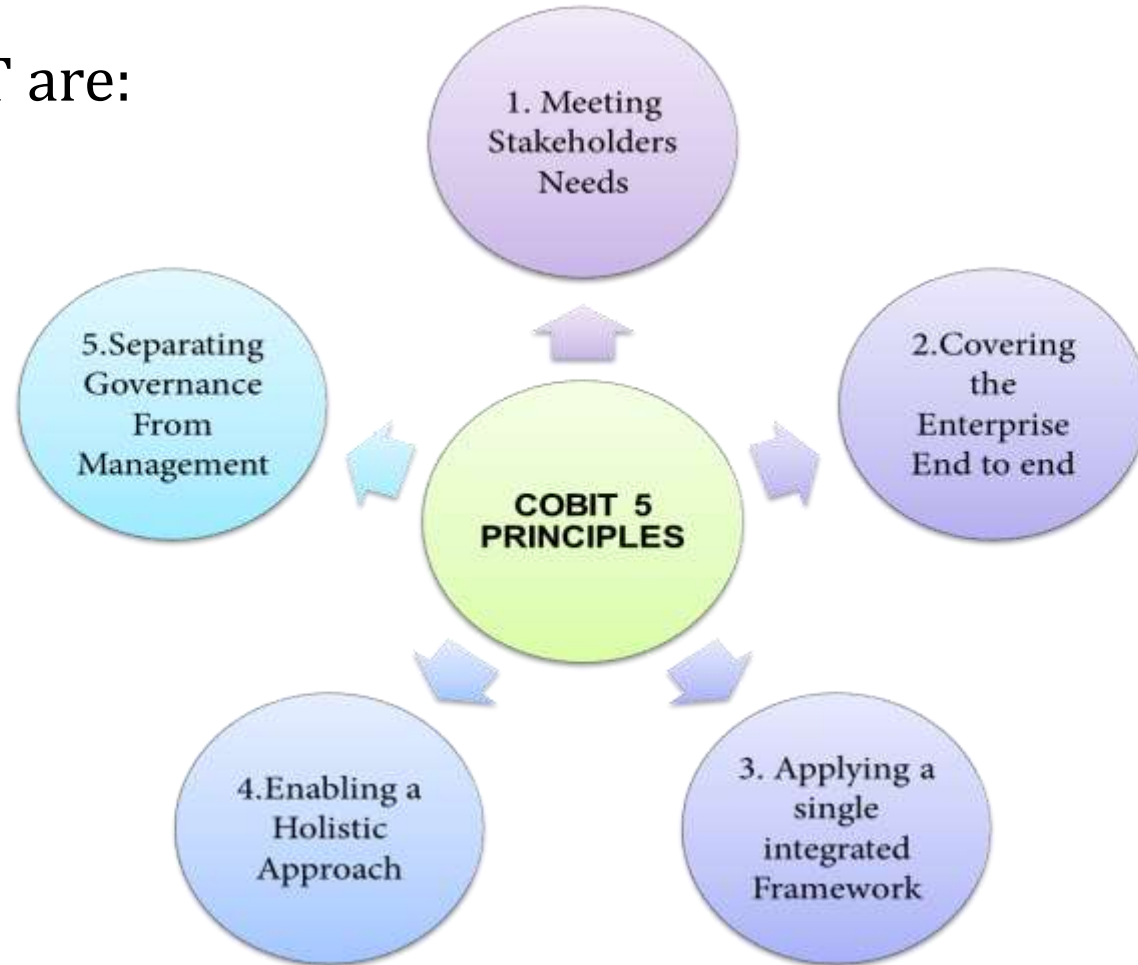 T are:
1. Meeting
Stakeholders
Needs
5.Separating
Governance
From
Management
2.Covering
the
Enterprise
End to end
COBIT 5
PRINCIPLES
4.Enabling a
Holistic
Approach
3. Applying a
single
integrated
Framework